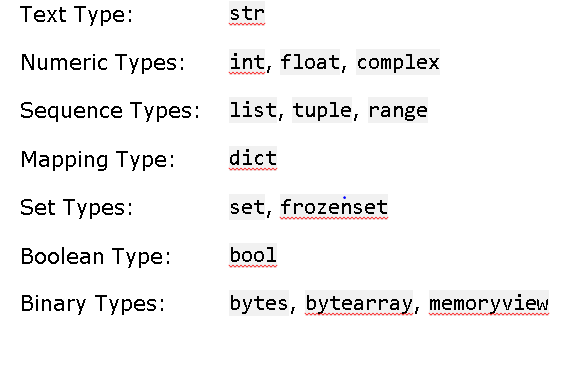 Text Type: str
Numeric Types: int, float, complex
Sequence Types: list, tuple, range
Mapping Type: dict
Set Types: set, frozenset
Boolean Type: bool
Binary Types: bytes, bytearray, memoryview